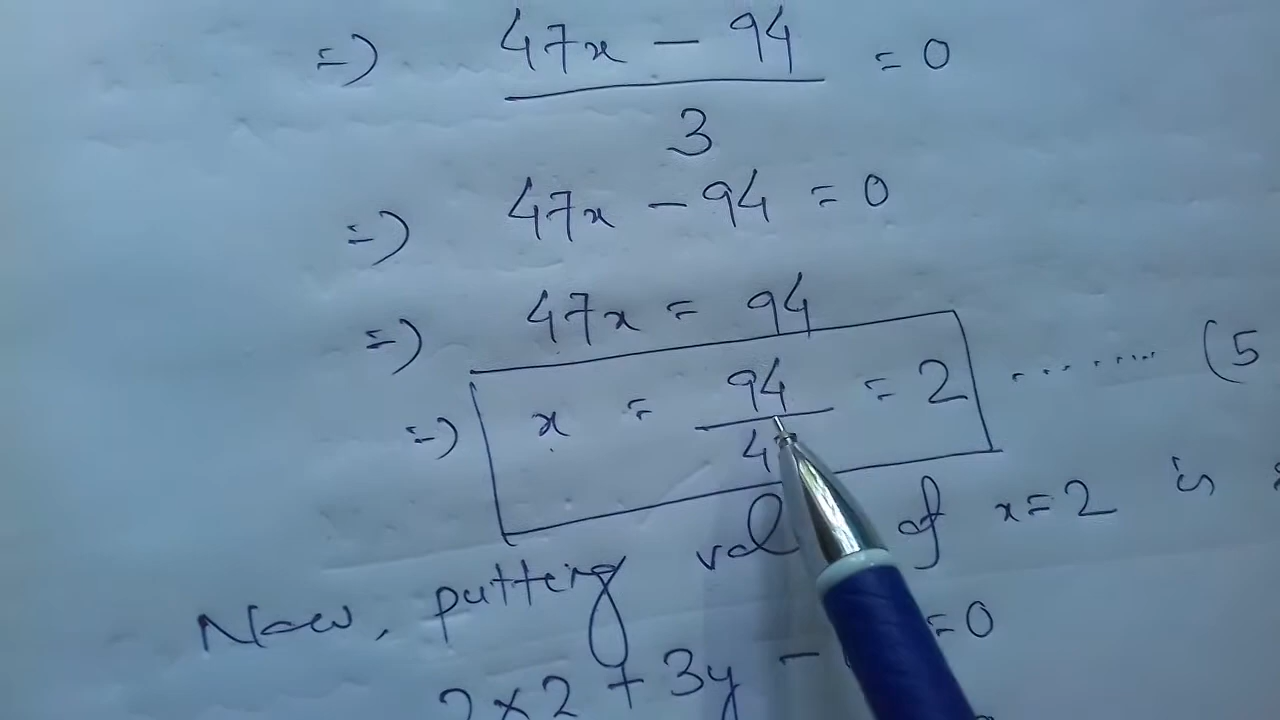 => 47x - 94 / 3 = 0
=> 47x - 94 = 0
=> 47x = 94
=> x = 94 / 4 = 2 ........ (5
Now, putting of x=2 is
2×2 + 3y - =0